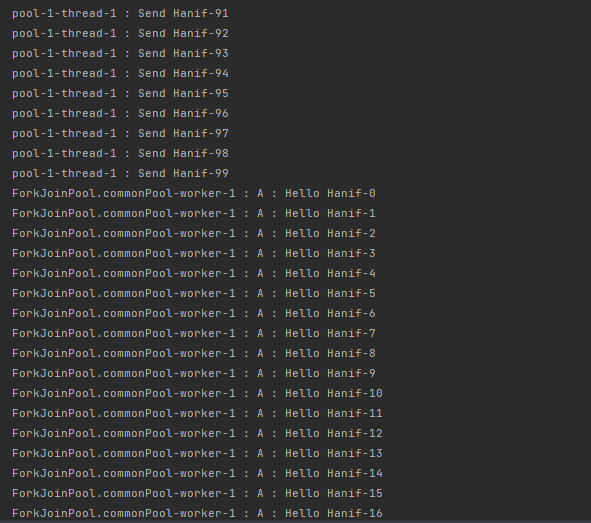 pool-1-thread-1 : Send Hanif-91
pool-1-thread-1 : Send Hanif-92
pool-1-thread-1 : Send Hanif-93
pool-1-thread-1 : Send Hanif-94
pool-1-thread-1 : Send Hanif-95
pool-1-thread-1 : Send Hanif-96
pool-1-thread-1 : Send Hanif-97
pool-1-thread-1 : Send Hanif-98
pool-1-thread-1 : Send Hanif-99
ForkJoinPool.commonPool-worker-1 : A : Hello Hanif-0
ForkJoinPool.commonPool-worker-1 : A : Hello Hanif-1
ForkJoinPool.commonPool-worker-1 : A : Hello Hanif-2
ForkJoinPool.commonPool-worker-1 : A : Hello Hanif-3
ForkJoinPool.commonPool-worker-1 : A : Hello Hanif-4
ForkJoinPool.commonPool-worker-1 : A : Hello Hanif-5
ForkJoinPool.commonPool-worker-1 : A : Hello Hanif-6
ForkJoinPool.commonPool-worker-1 : A : Hello Hanif-7
ForkJoinPool.commonPool-worker-1 : A : Hello Hanif-8
ForkJoinPool.commonPool-worker-1 : A : Hello Hanif-9
ForkJoinPool.commonPool-worker-1 : A : Hello Hanif-10
ForkJoinPool.commonPool-worker-1 : A : Hello Hanif-11
ForkJoinPool.commonPool-worker-1 : A : Hello Hanif-12
ForkJoinPool.commonPool-worker-1 : A : Hello Hanif-13
ForkJoinPool.commonPool-worker-1 : A : Hello Hanif-14
ForkJoinPool.commonPool-worker-1 : A : Hello Hanif-15
ForkJoinPool.commonPool-worker-1 : A : Hello Hanif-16